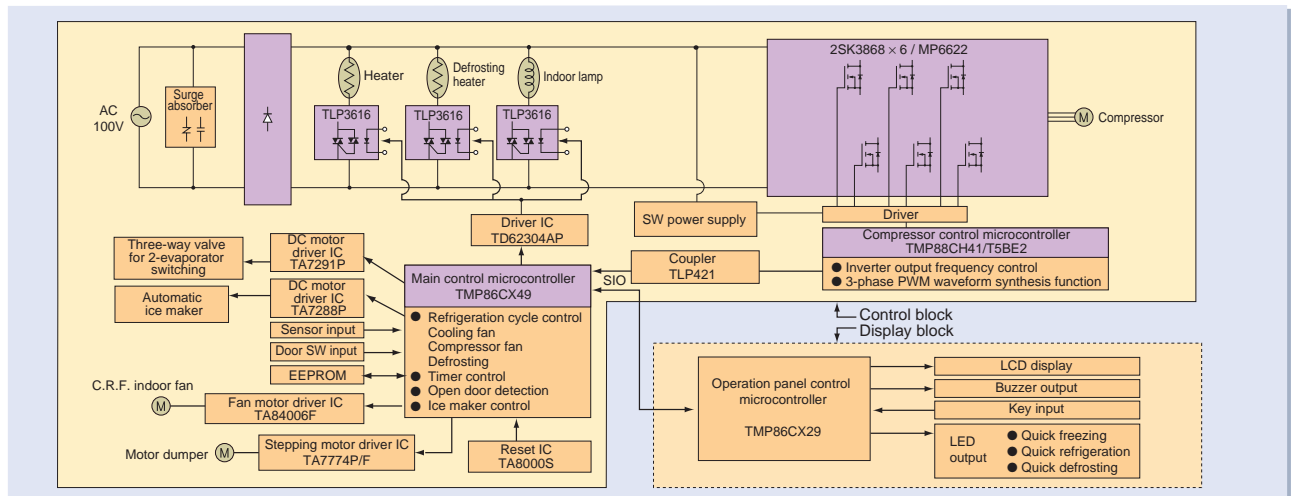 2SK3868 × 6 / MP6622
Heater
Defrosting
heater
Indoor lamp
AC
100V
Surge
absorber
TLP3616
TLP3616
TLP3616
M
Compressor
SW power supply
Driver
Driver IC
TD62304AP
Compressor control microcontroller
TMP88CH41/T5BE2
● Inverter output frequency control
● 3-phase PWM waveform synthesis function
Coupler
TLP421
SIO
Three-way valve
for 2-evaporator
switching
DC motor
driver IC
TA7291P
Automatic
ice maker
DC motor
driver IC
TA7288P
Main control microcontroller
TMP86CX49
● Refrigeration cycle control
Cooling fan
Compressor fan
Defrosting
● Timer control
● Open door detection
● Ice maker control
Sensor input
Door SW input
EEPROM
C.R.F. indoor fan
M
Fan motor driver IC
TA84006F
Motor dumper
M
Stepping motor driver IC
TA7774P/F
Reset IC
TA8000S
Control block
Display block
Operation panel control
microcontroller
TMP86CX29
LCD display
Buzzer output
Key input
LED
output
● Quick freezing
● Quick refrigeration
● Quick defrosting